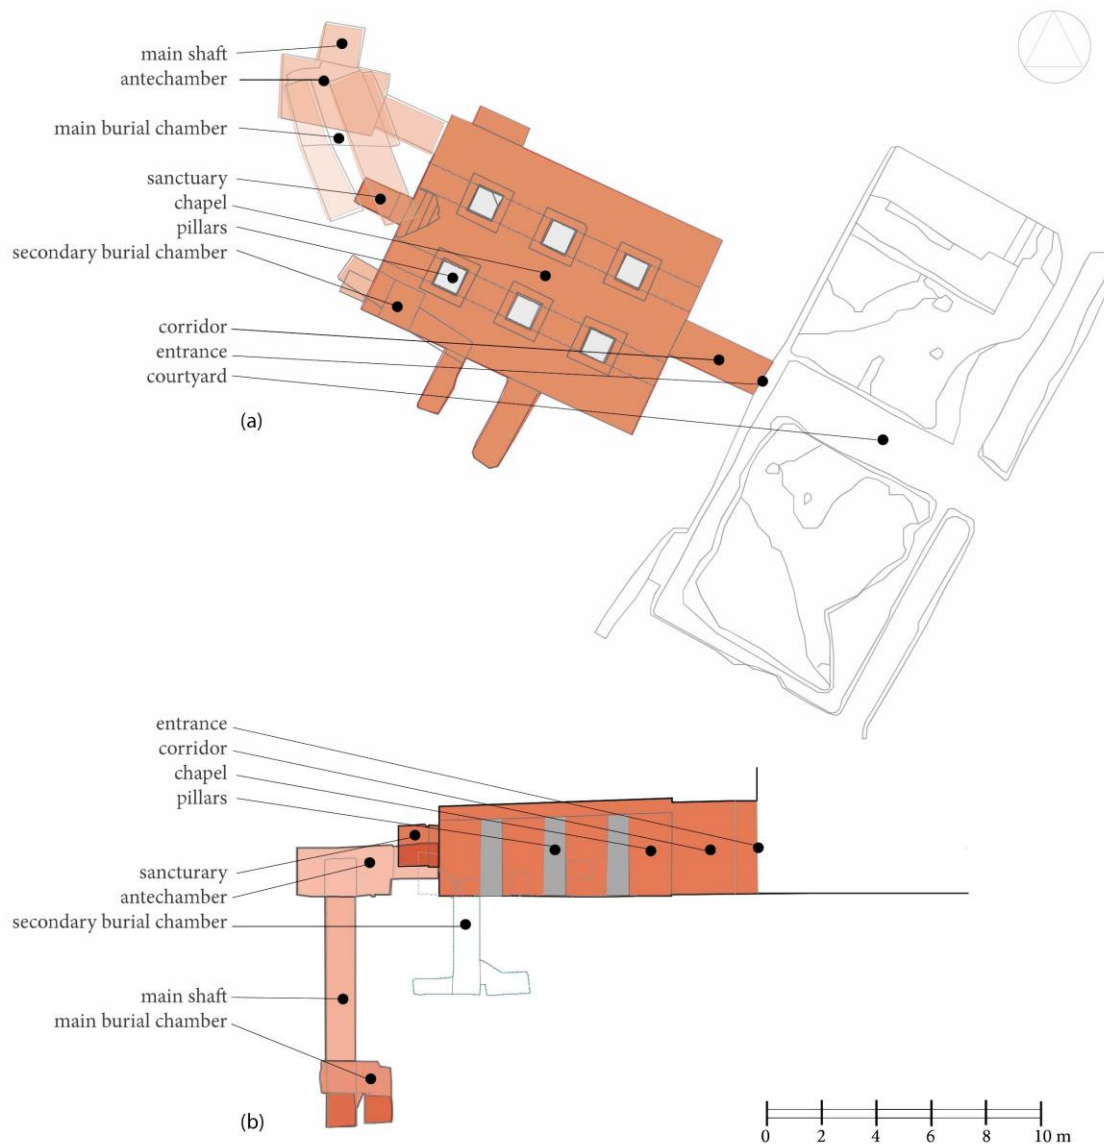 main shaft
antechamber
main burial chamber
sanctuary
chapel
pillars
secondary burial chamber
corridor
entrance
courtyard
(a)
entrance
corridor
chapel
pillars
sancturary
antechamber
secondary burial chamber
main shaft
main burial chamber
(b)
0 2 4 6 8 10 m